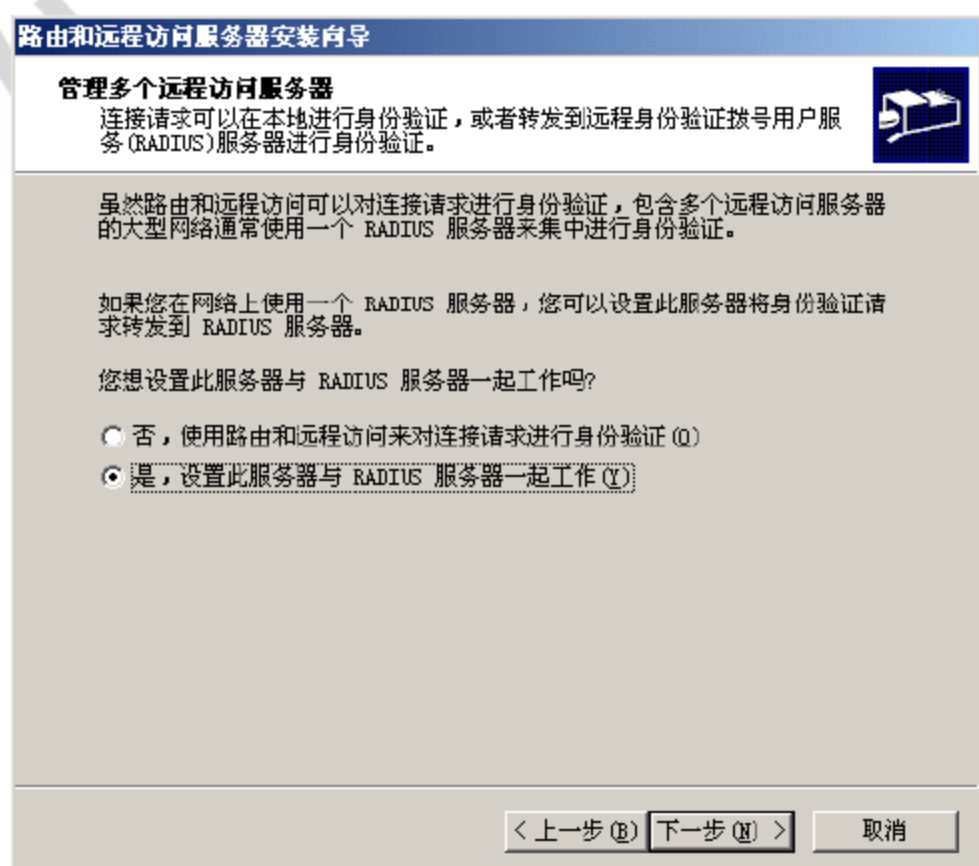 路由和远程访问服务器安装向导
管理多个远程访问服务器
连接请求可以在本地进行身份验证，或者转发到远程身份验证拨号用户服
务(RADIUS)服务器进行身份验证。
虽然路由和远程访问可以对连接请求进行身份验证，包含多个远程访问服务器
的大型网络通常使用一个 RADIUS 服务器来集中进行身份验证。
如果您在网络上使用一个 RADIUS 服务器，您可以设置此服务器将身份验证请
求转发到 RADIUS 服务器。
您想设置此服务器与 RADIUS 服务器一起工作吗?
否，使用路由和远程访问来对连接请求进行身份验证(O)
是，设置此服务器与 RADIUS 服务器一起工作(Y)
< 上一步(B) 下一步(N) > 取消